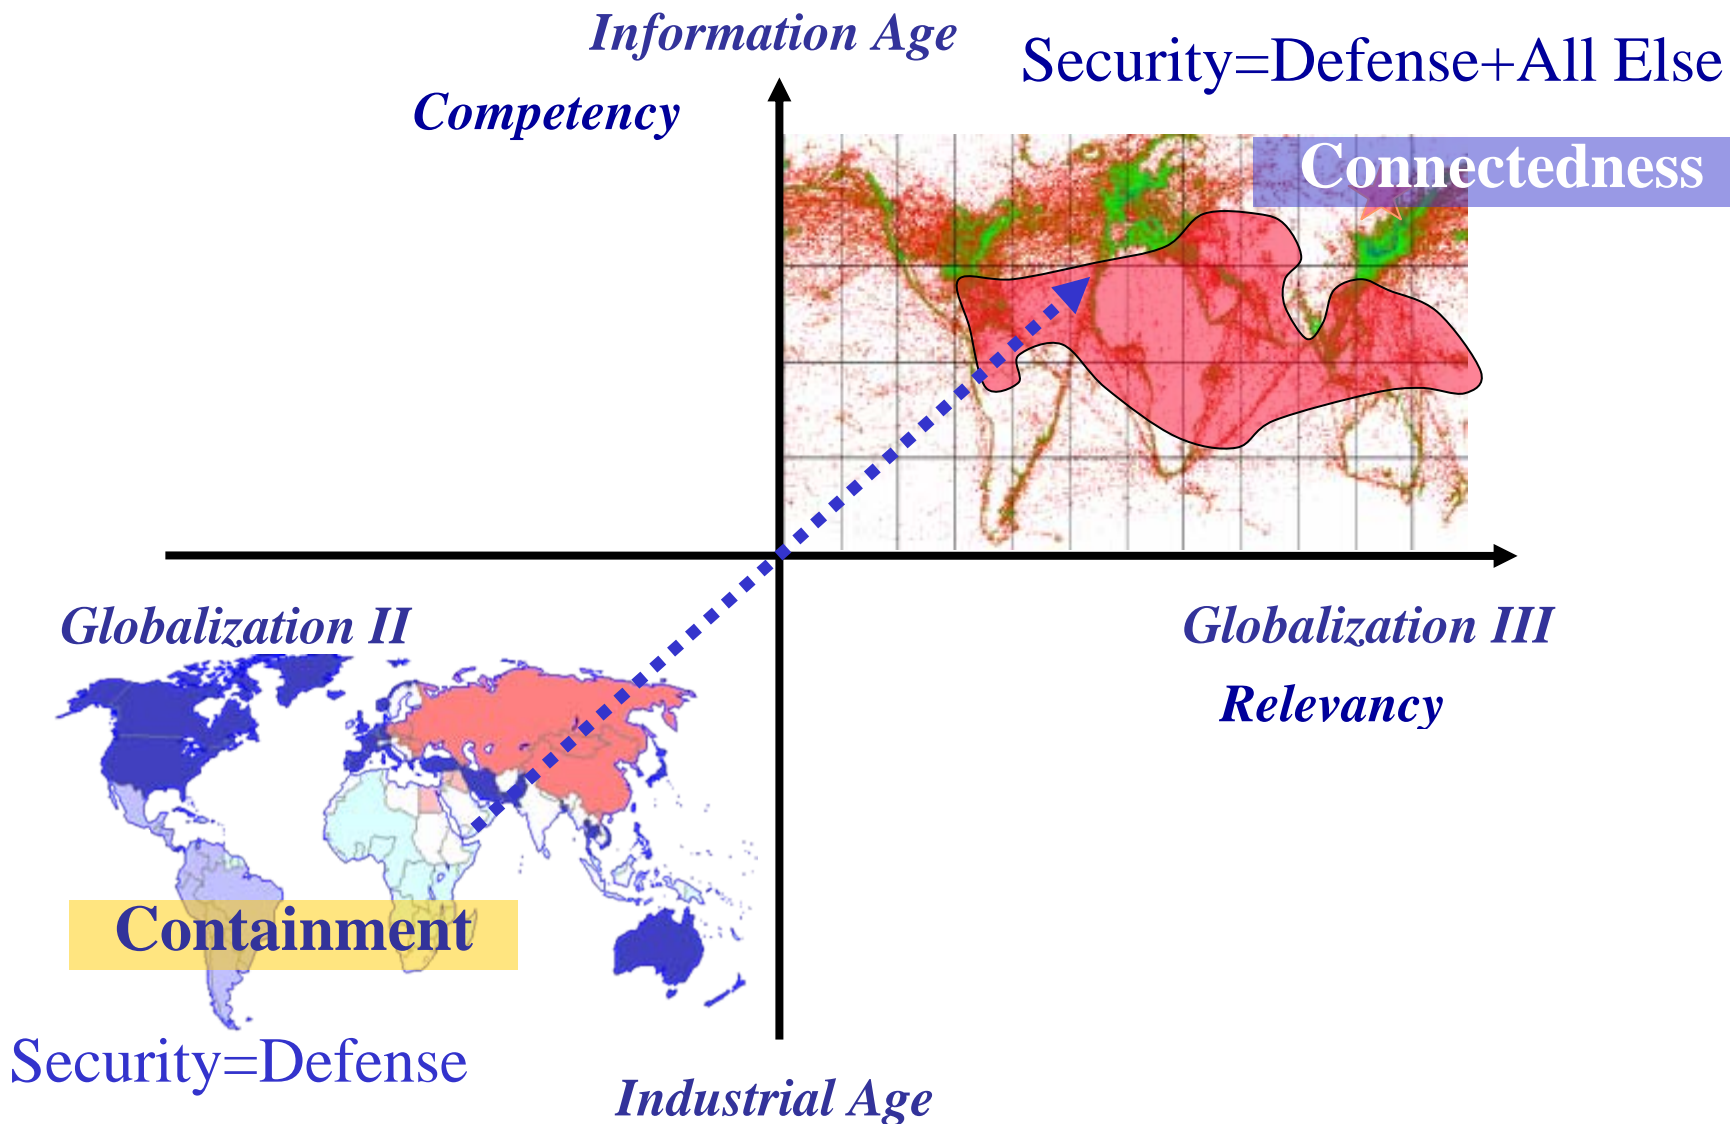 Information Age
Security=Defense+All Else
Competency
Connectedness
Globalization II
Globalization III
Relevancy
Containment
Security=Defense
Industrial Age